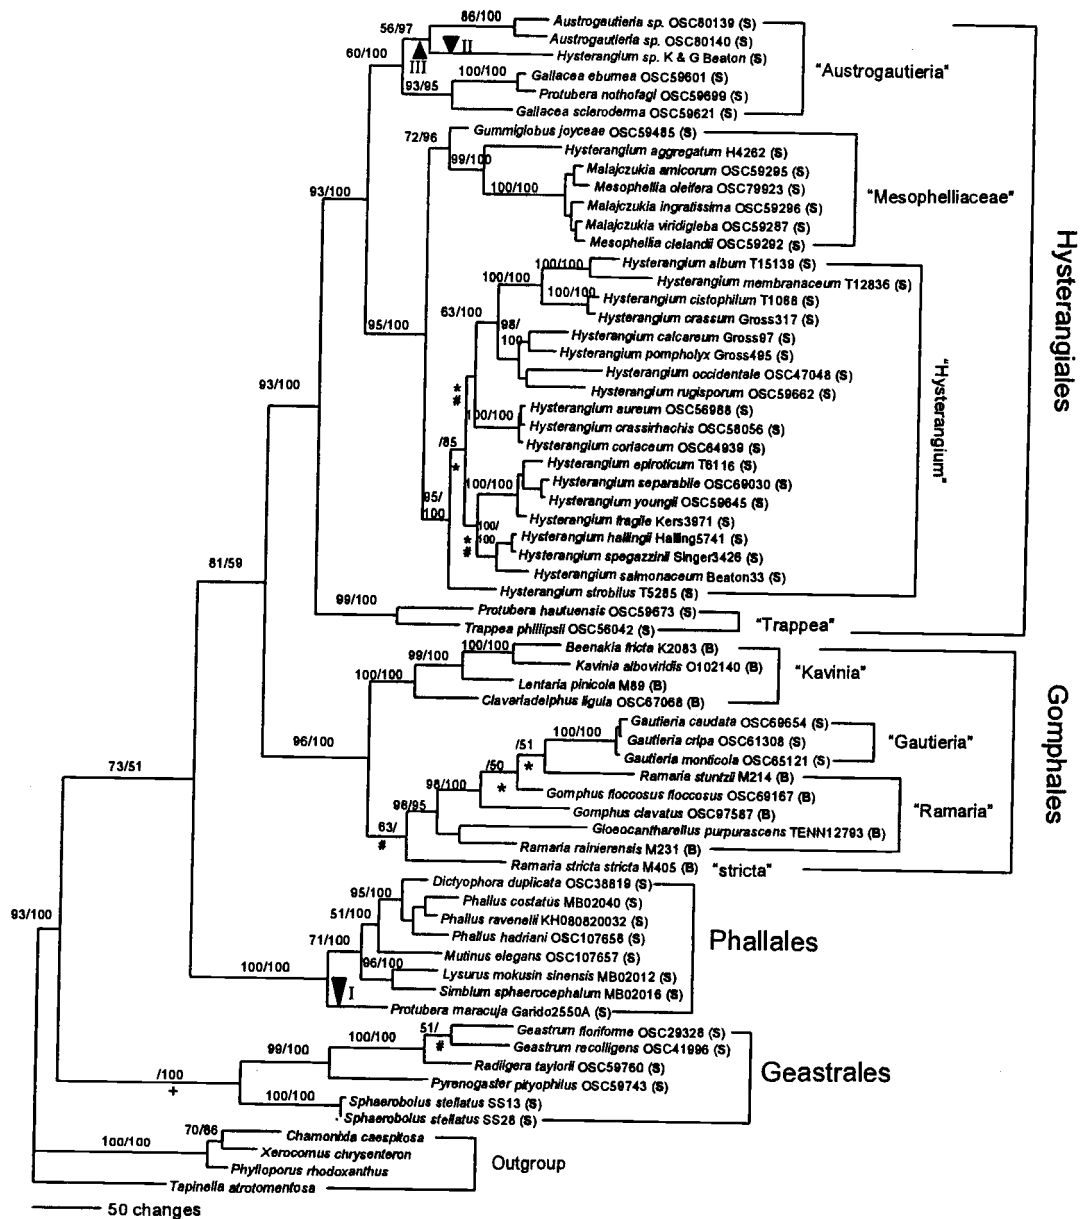 86/100
Austrogautieria sp. OSC80139 (S)
56/97
Austrogautieria sp. OSC80140 (S)
II
60/100
III
Hysterangium sp. K & G Beaton (S)
"Austrogautieria"
100/100
Gallacea eburnea OSC59601 (S)
93/95
Protubera nothofagi OSC59699 (S)
Gallacea scleroderma OSC59621 (S)
72/96
Gummiglobus joyceae OSC59485 (S)
99/100
Hysterangium aggregatum H4262 (S)
Malajczukia amicorum OSC59295 (S)
100/100
Mesophellia oleifera OSC79923 (S)
"Mesophelliaceae"
93/100
Malajczukia ingratissima OSC59296 (S)
Malajczukia viridigleba OSC59287 (S)
Mesophellia clelandii OSC59292 (S)
Hysterangiales
100/100
Hysterangium album T15139 (S)
100/100
Hysterangium membranaceum T12836 (S)
100/100
Hysterangium cistophilum T1088 (S)
63/100
Hysterangium crassum Gross317 (S)
95/100
98/
100
Hysterangium calcareum Gross97 (S)
Hysterangium pompholyx Gross495 (S)
Hysterangium occidentale OSC47048 (S)
93/100
*
#
Hysterangium rugisporum OSC59662 (S)
"Hysterangium"
Hysterangium aureum OSC56988 (S)
100/100
Hysterangium crassirhachis OSC58056 (S)
/85
Hysterangium coriaceum OSC64939 (S)
*
Hysterangium epiroticum T6116 (S)
100/100
Hysterangium separabile OSC69030 (S)
95/
100
Hysterangium youngii OSC59645 (S)
Hysterangium fragile Kers3971 (S)
100/
100
Hysterangium hallingii Halling5741 (S)
*
#
Hysterangium spegazzinii Singer3426 (S)
81/59
Hysterangium salmonaceum Beaton33 (S)
Hysterangium strobilus T5285 (S)
99/100
Protubera hautuensis OSC59673 (S)
Trappea phillipsii OSC56042 (S)
"Trappea"
100/100
Beenakia fricta K2083 (B)
99/100
Kavinia alboviridis O102140 (B)
"Kavinia"
100/100
Lentaria pinicola M89 (B)
Clavariadelphus ligula OSC67068 (B)
Gomphales
96/100
Gautieria caudata OSC69654 (S)
100/100
/51
Gautieria cripa OSC61308 (S)
"Gautieria"
*
Gautieria monticola OSC65121 (S)
73/51
/50
Ramaria stuntzii M214 (B)
98/100
*
Gomphus floccosus floccosus OSC69167 (B)
98/95
Gomphus clavatus OSC97587 (B)
"Ramaria"
63/
Gloeocantharellus purpurascens TENN12793 (B)
#
Ramaria rainierensis M231 (B)
Ramaria stricta stricta M405 (B)
"stricta"
Dictyophora duplicata OSC38819 (S)
95/100
Phallus costatus MB02040 (S)
93/100
51/100
Phallus ravenelii KH080820032 (S)
71/100
Phallus hadriani OSC107658 (S)
Phallales
Mutinus elegans OSC107657 (S)
100/100
96/100
Lysurus mokusin sinensis MB02012 (S)
I
Simblum sphaerocephalum MB02016 (S)
Protubera maracuja Garido2550A (S)
51/
Geastrum floriforme OSC29328 (S)
100/100
#
Geastrum recolligens OSC41996 (S)
99/100
Radiigera taylorii OSC59760 (S)
Geastrales
/100
Pyrenogaster pityophilus OSC59743 (S)
+
100/100
Sphaerobolus stellatus SS13 (S)
Sphaerobolus stellatus SS28 (S)
70/86
Chamonixia caespitosa
100/100
Xerocomus chrysenteron
Outgroup
Phylloporus rhodoxanthus
Tapinella atrotomentosa
50 changes